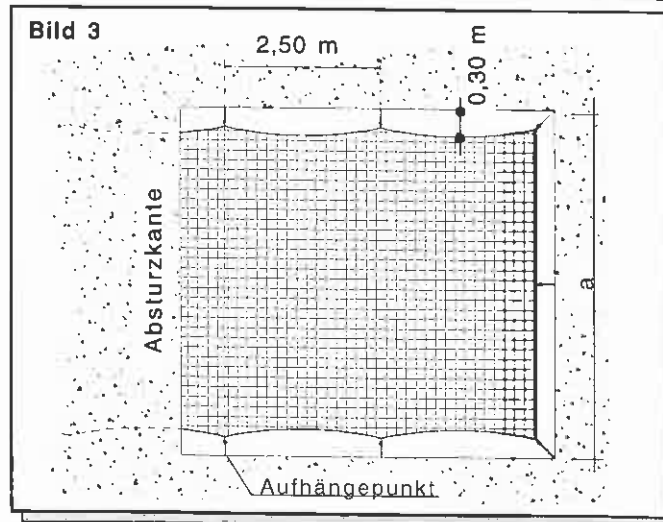 Bild 3
2,50 m
0,30 m
Absturzkante
a
Aufhängepunkt